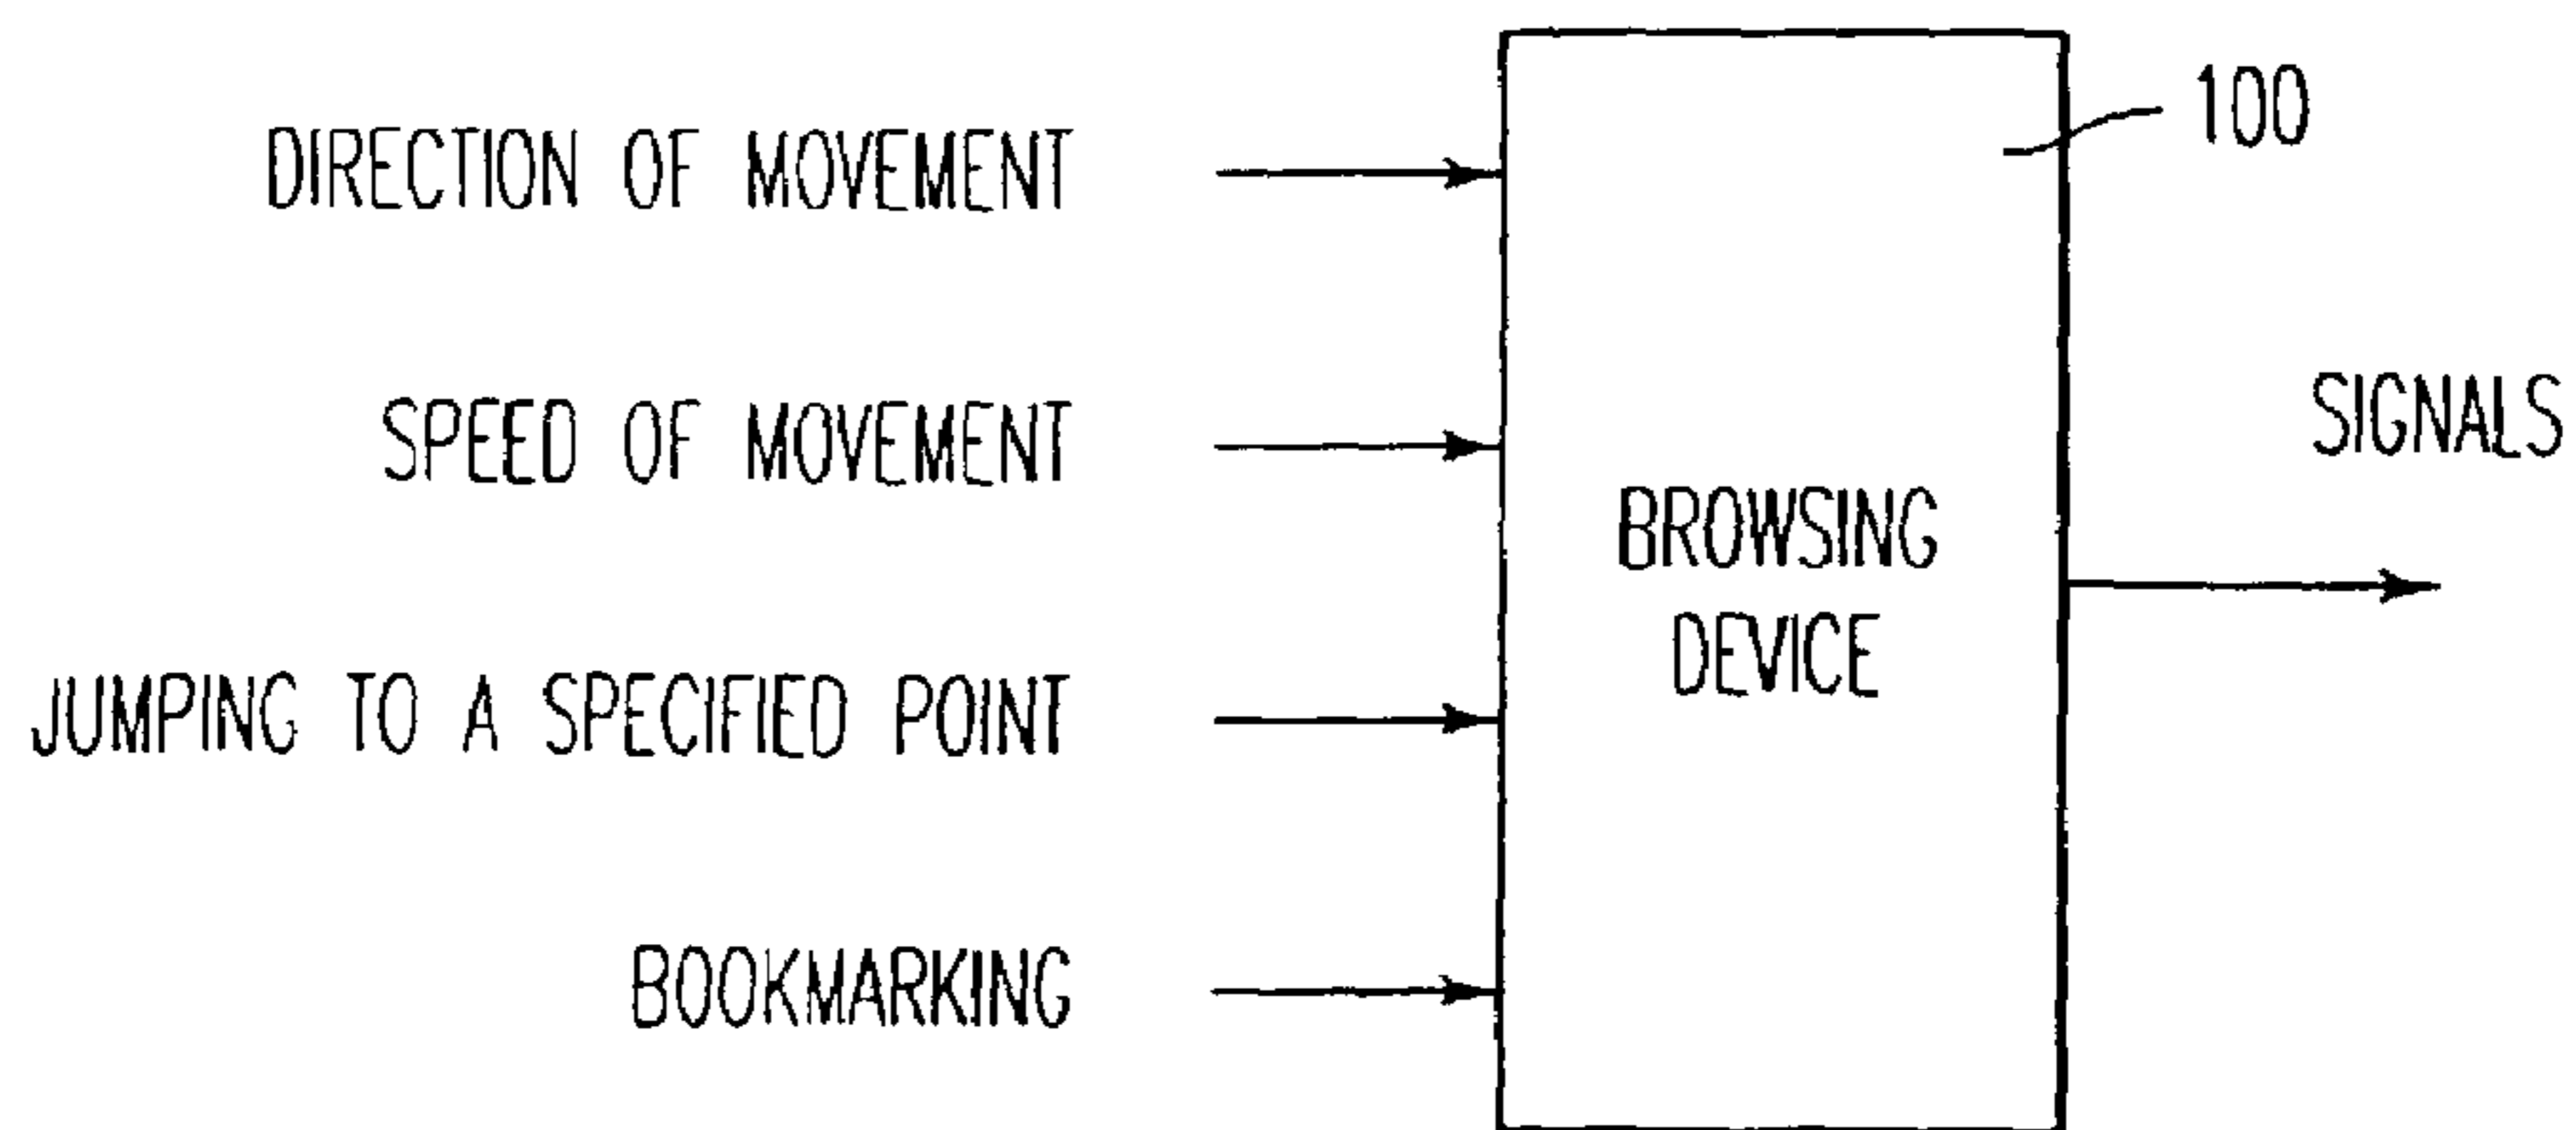 DIRECTION OF MOVEMENT
SPEED OF MOVEMENT
JUMPING TO A SPECIFIED POINT
BOOKMARKING
BROWSING
DEVICE
100
SIGNALS